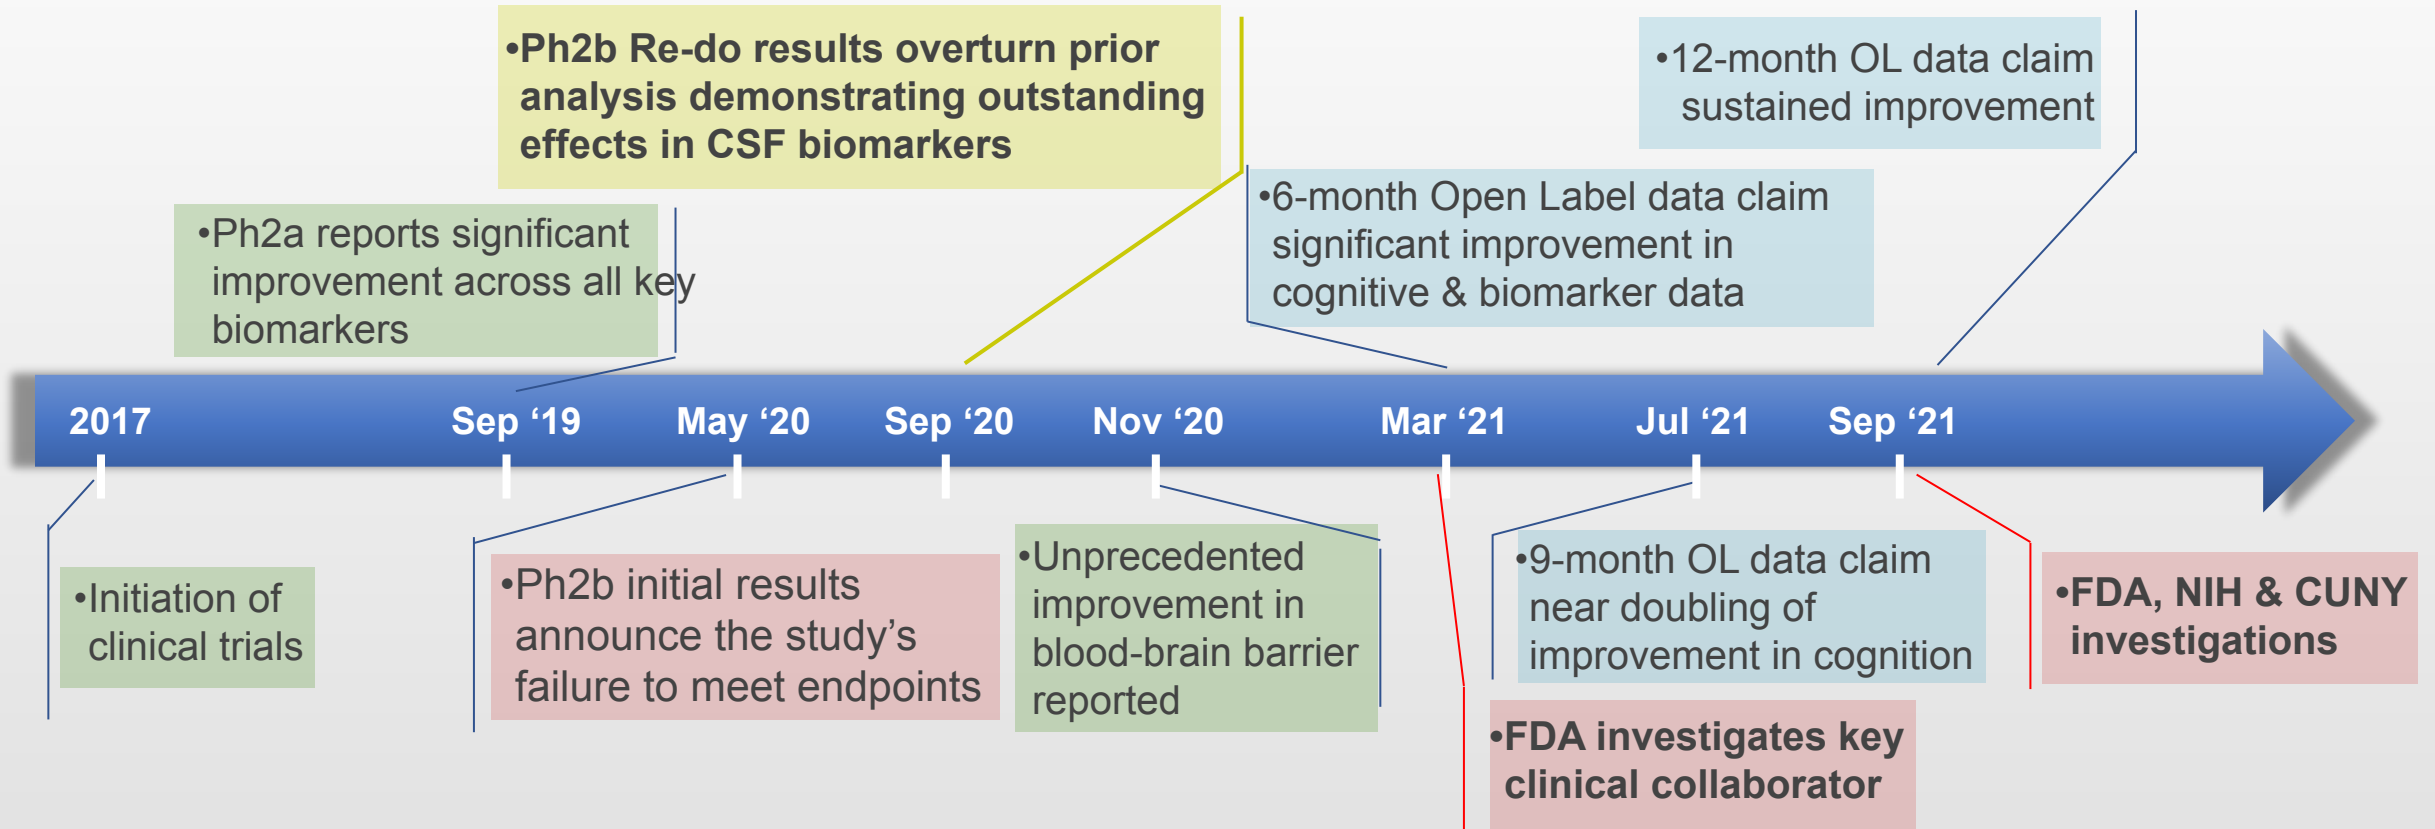 •Ph2b Re-do results overturn prior
analysis demonstrating outstanding
effects in CSF biomarkers
•12-month OL data claim
sustained improvement
•Ph2a reports significant
improvement across all key
biomarkers
•6-month Open Label data claim
significant improvement in
cognitive & biomarker data
2017
Sep ‘19
May ‘20
Sep ‘20
Nov ‘20
Mar ‘21
Jul ‘21
Sep ‘21
•Initiation of
clinical trials
•Ph2b initial results
announce the study’s
failure to meet endpoints
•Unprecedented
improvement in
blood-brain barrier
reported
•9-month OL data claim
near doubling of
improvement in cognition
•FDA, NIH & CUNY
investigations
•FDA investigates key
clinical collaborator